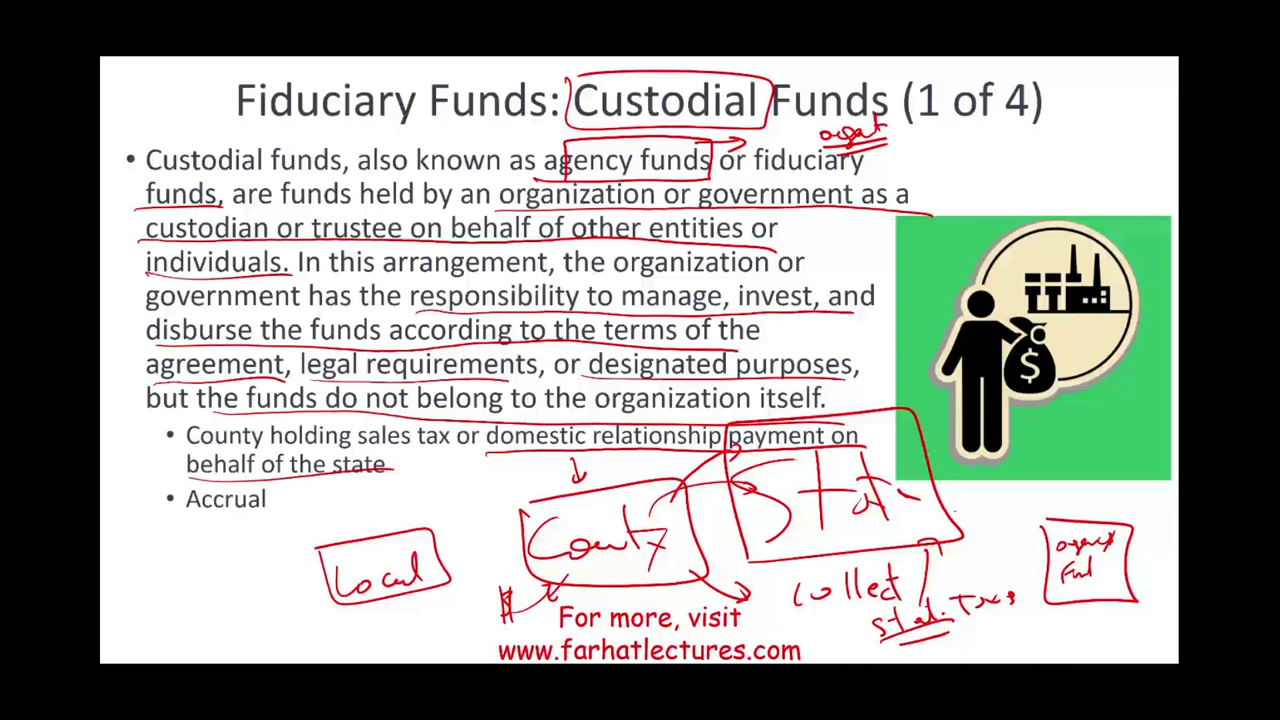 Fiduciary Funds: Custodial Funds (1 of 4)
• Custodial funds, also known as agency funds or fiduciary
funds, are funds held by an organization or government as a
custodian or trustee on behalf of other entities or
individuals. In this arrangement, the organization or
government has the responsibility to manage, invest, and
disburse the funds according to the terms of the
agreement, legal requirements, or designated purposes,
but the funds do not belong to the organization itself.
• County holding sales tax or domestic relationship payment on
behalf of the state
• Accrual
$
Local
County
State
collect
State Taxes
For more, visit
www.farhatlectures.com